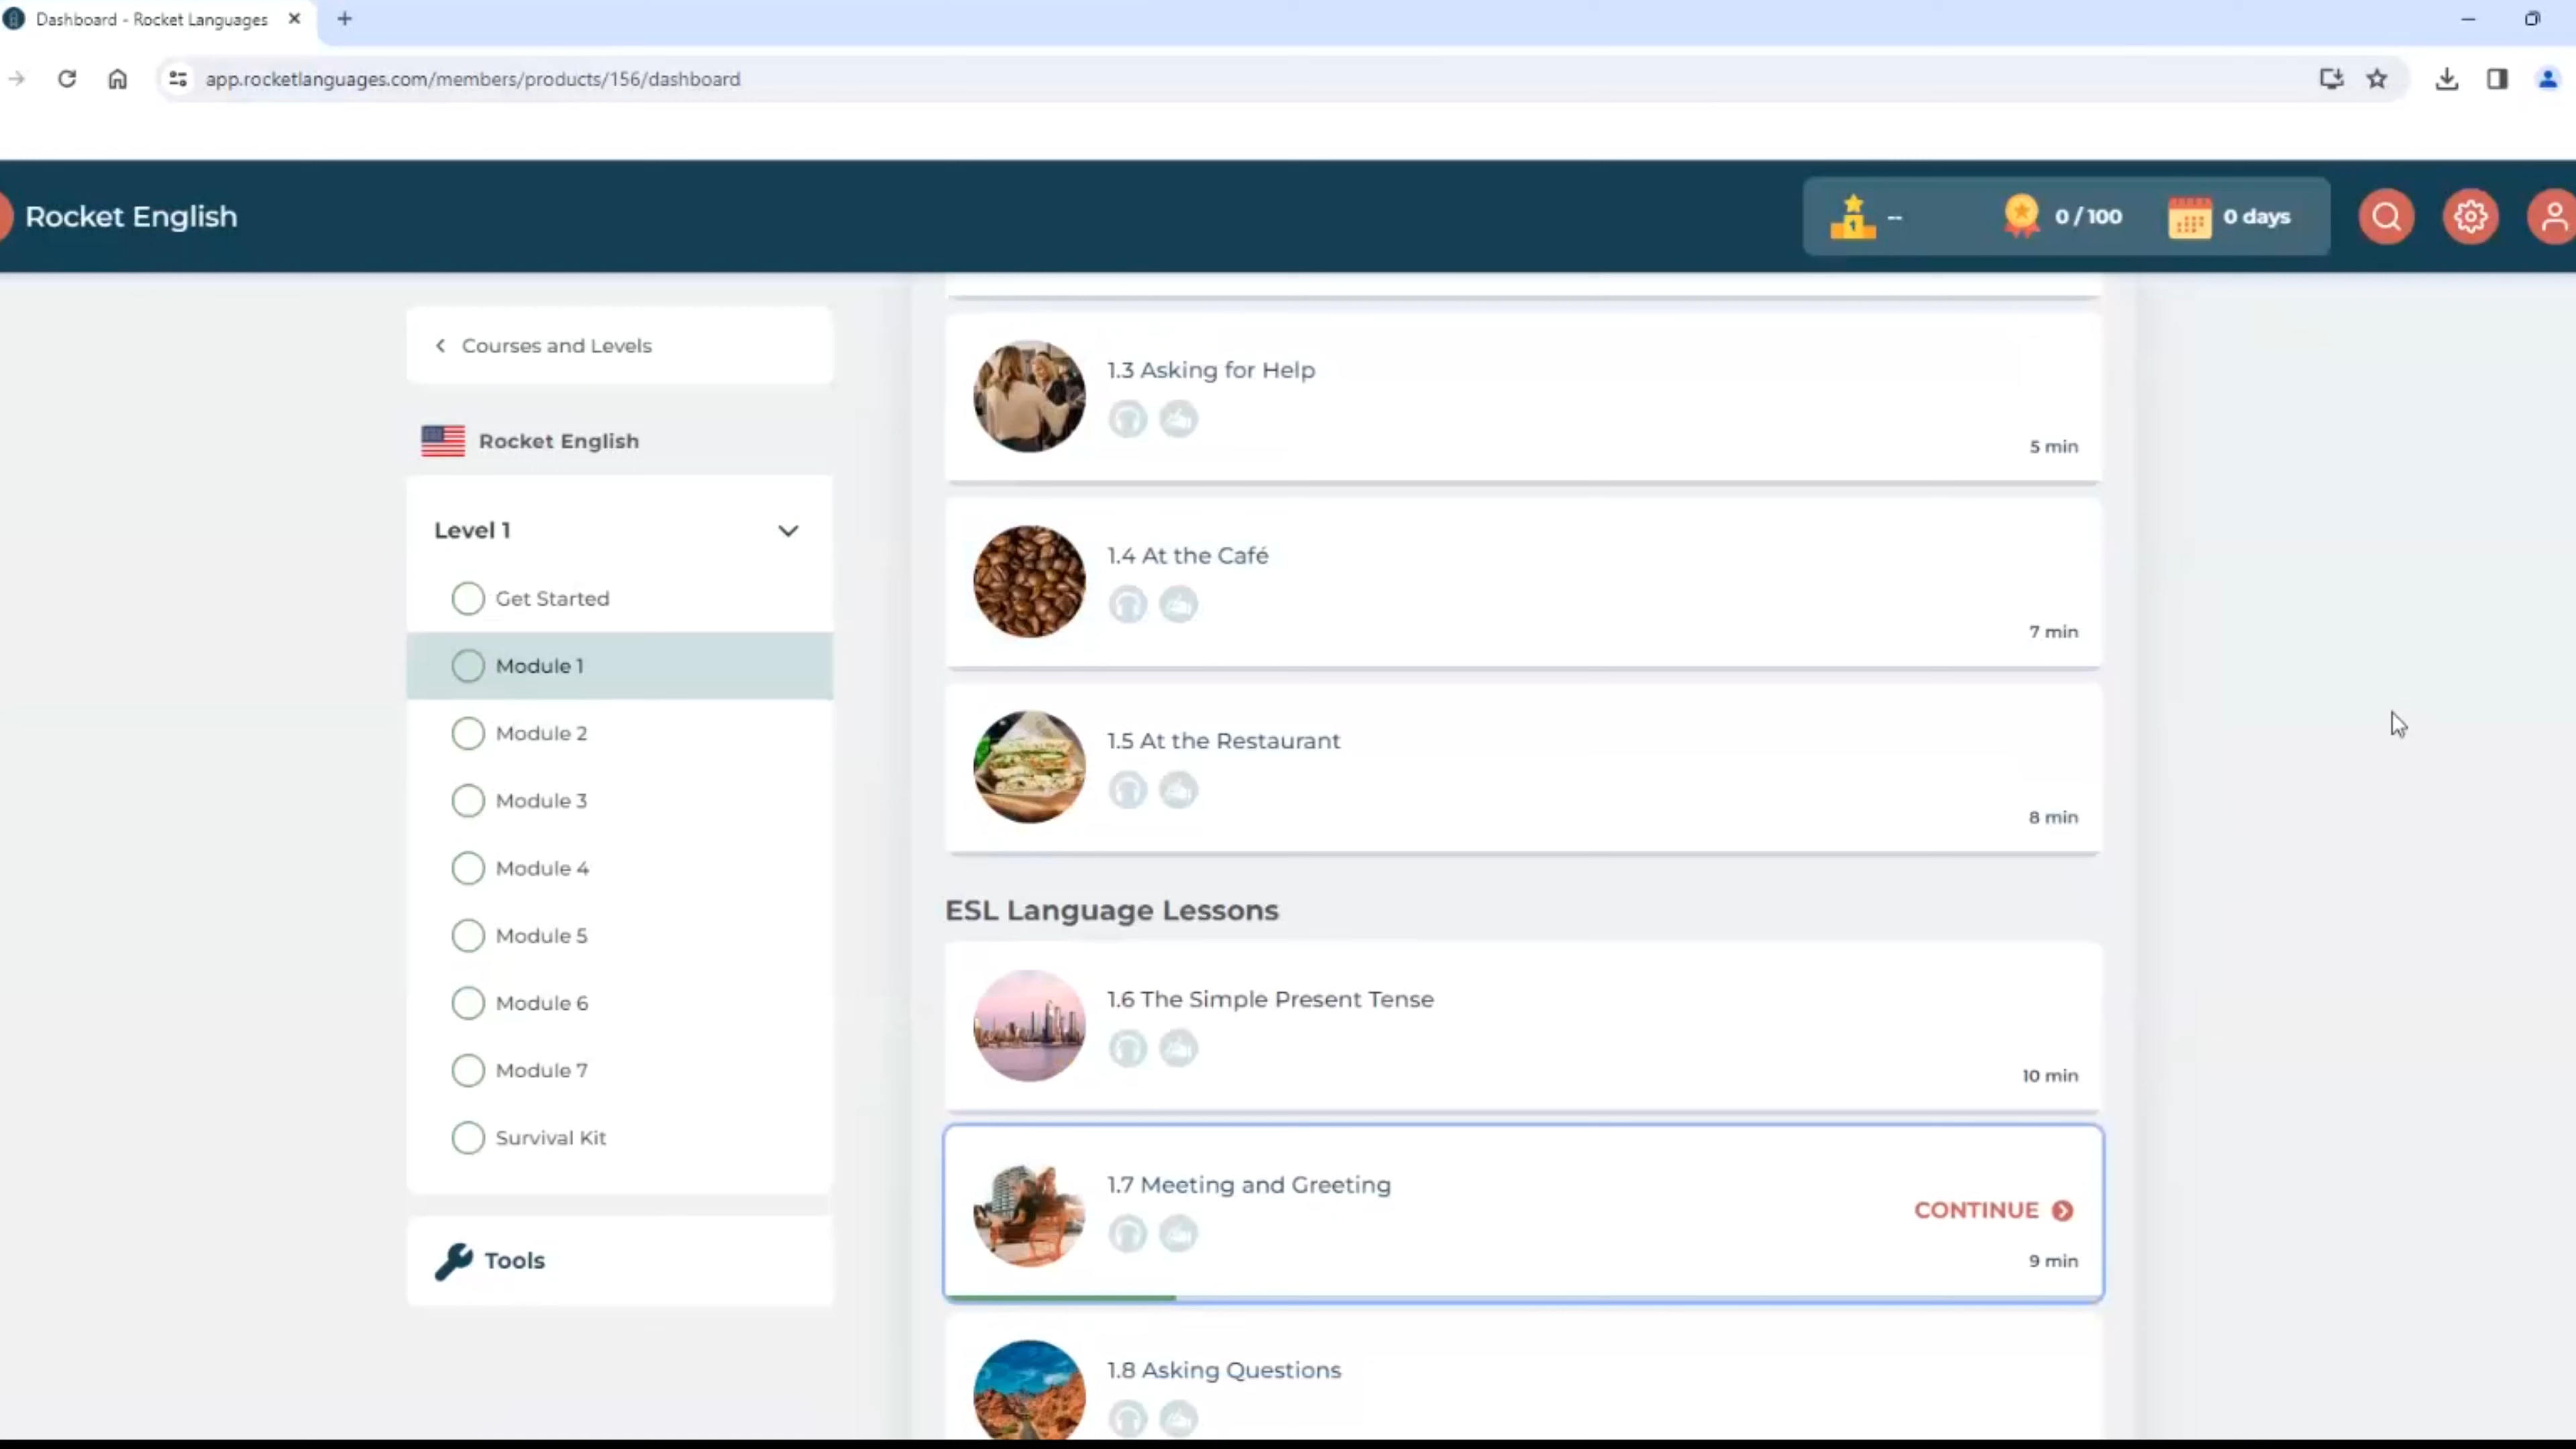 Dashboard - Rocket Languages
app.rocketlanguages.com/members/products/156/dashboard
Rocket English
1
--
0 / 100
0 days
Courses and Levels
Rocket English
Level 1
Get Started
Module 1
Module 2
Module 3
Module 4
Module 5
Module 6
Module 7
Survival Kit
Tools
1.3 Asking for Help
5 min
1.4 At the Café
7 min
1.5 At the Restaurant
8 min
ESL Language Lessons
1.6 The Simple Present Tense
10 min
1.7 Meeting and Greeting
CONTINUE
9 min
1.8 Asking Questions